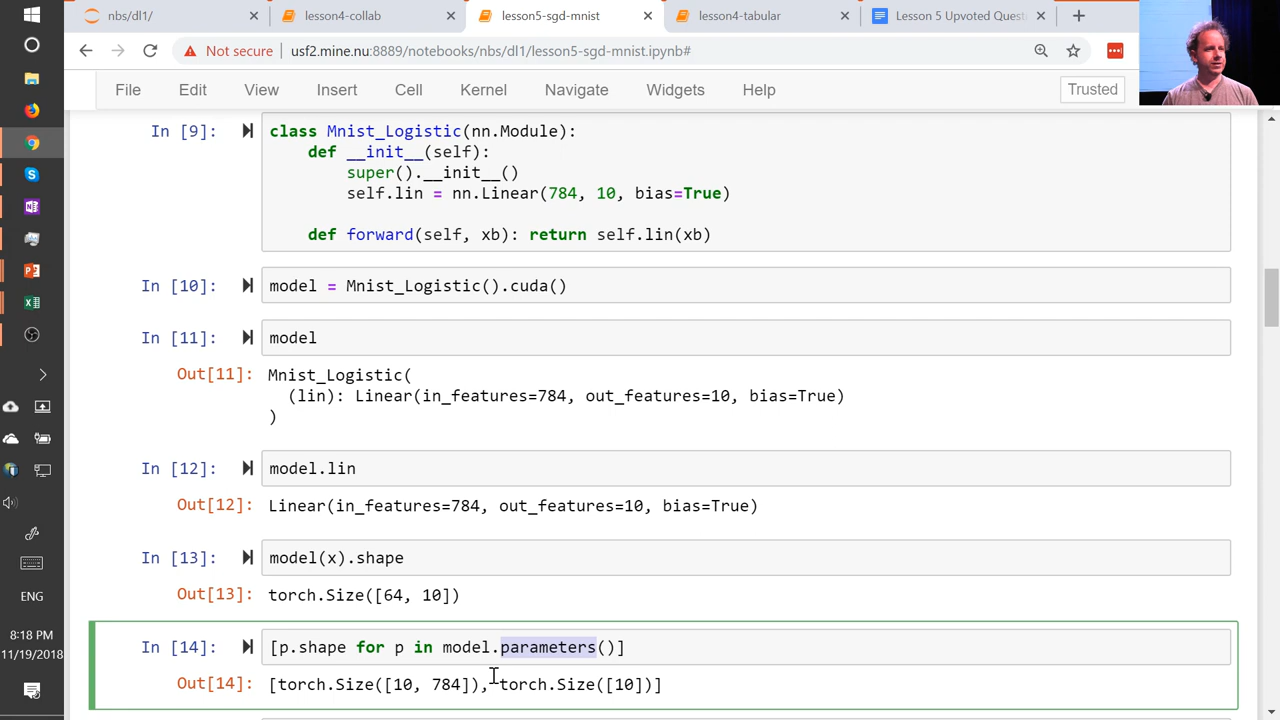 nbs/dl1/
lesson4-collab
lesson5-sgd-mnist
lesson4-tabular
Lesson 5 Upvoted Quest
Not secure
usf2.mine.nu:8889/notebooks/nbs/dl1/lesson5-sgd-mnist.ipynb#
File Edit View Insert Cell Kernel Navigate Widgets Help
Trusted
In [9]:
class Mnist_Logistic(nn.Module):
def __init__(self):
super().__init__()
self.lin = nn.Linear(784, 10, bias=True)
def forward(self, xb): return self.lin(xb)
In [10]: model = Mnist_Logistic().cuda()
In [11]: model
Out[11]: Mnist_Logistic(
(lin): Linear(in_features=784, out_features=10, bias=True)
)
In [12]: model.lin
Out[12]: Linear(in_features=784, out_features=10, bias=True)
In [13]: model(x).shape
Out[13]: torch.Size([64, 10])
In [14]: [p.shape for p in model.parameters()]
Out[14]: [torch.Size([10, 784]), torch.Size([10])]
ENG
8:18 PM
11/19/2018